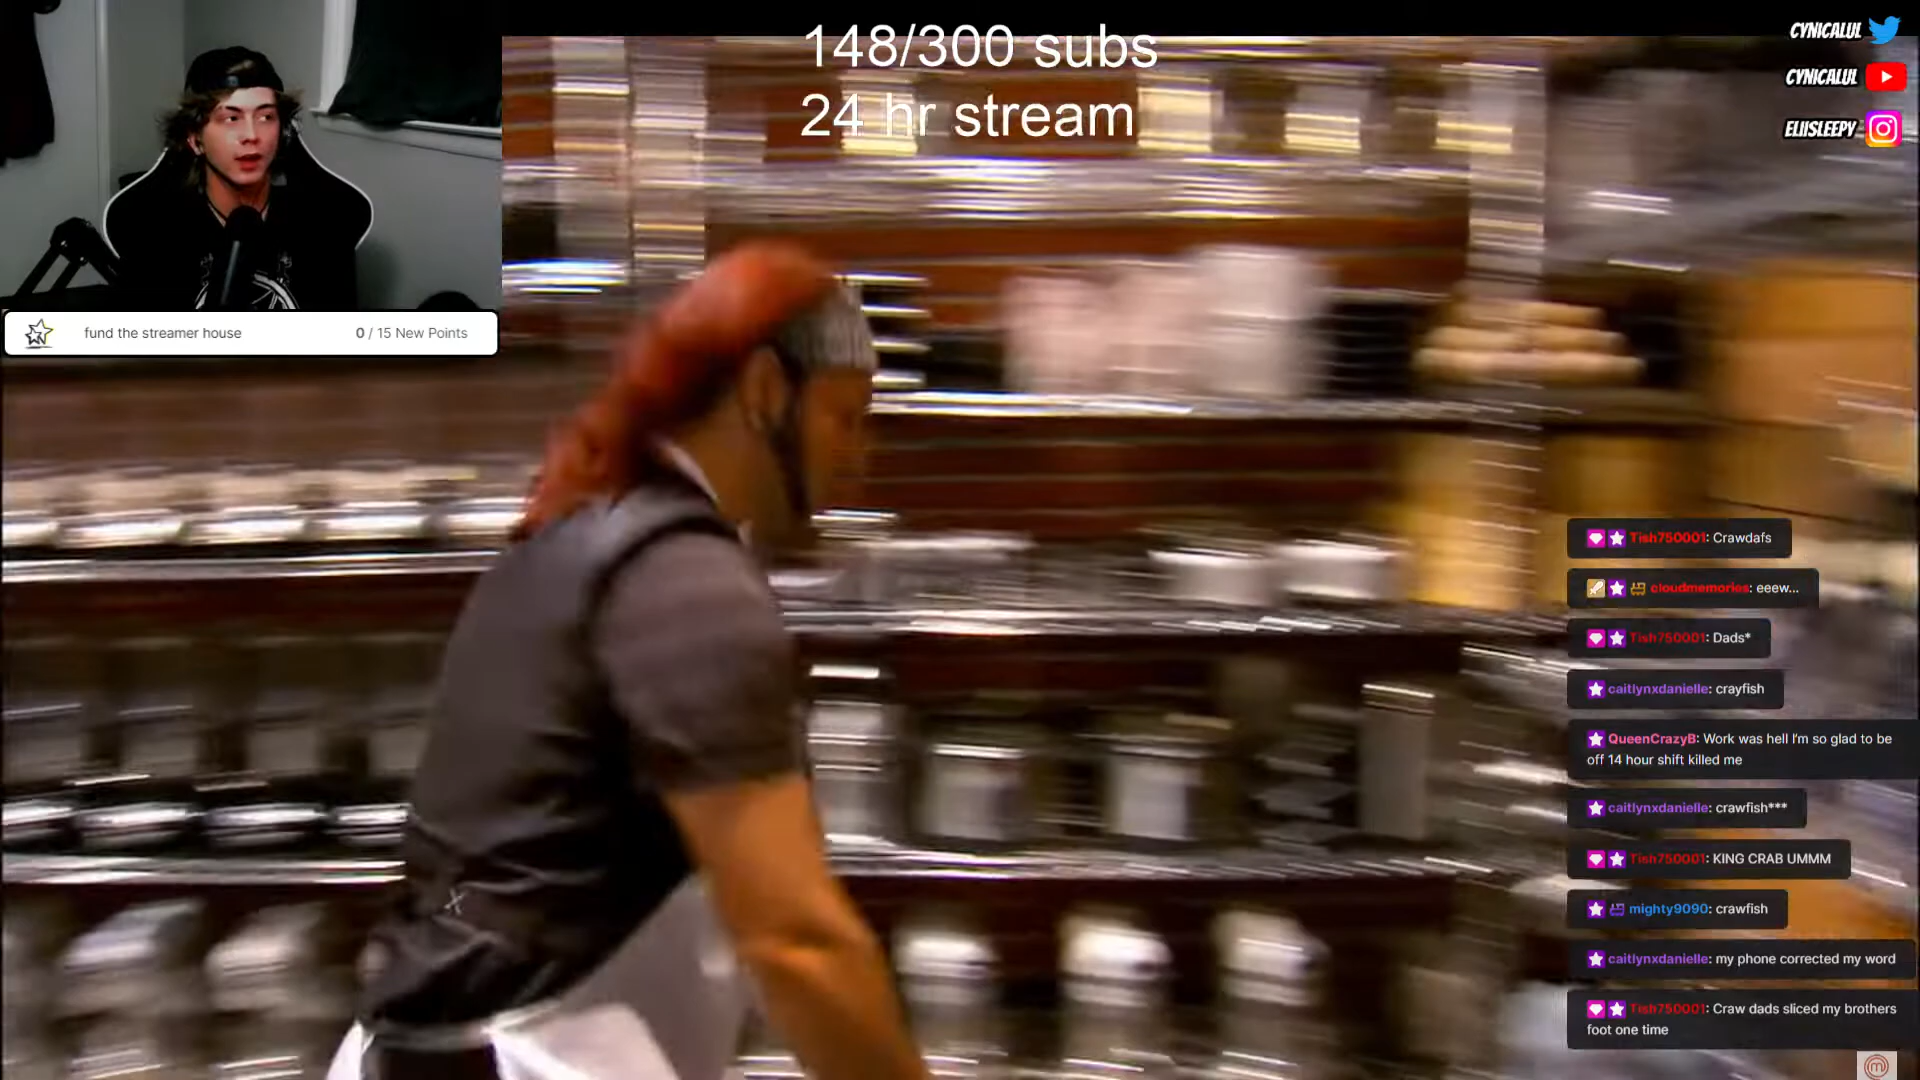 148/300 subs
24 hr stream
CYNICALUL
CYNICALUL
ELIISLEEPY
fund the streamer house 0 / 15 New Points
Tish750001: Crawdafs
cloudmemories: eeew...
Tish750001: Dads*
caitlynxdanielle: crayfish
QueenCrazyB: Work was hell I'm so glad to be
off 14 hour shift killed me
caitlynxdanielle: crawfish***
Tish750001: KING CRAB UMMM
mighty9090: crawfish
caitlynxdanielle: my phone corrected my word
Tish750001: Craw dads sliced my brothers
foot one time